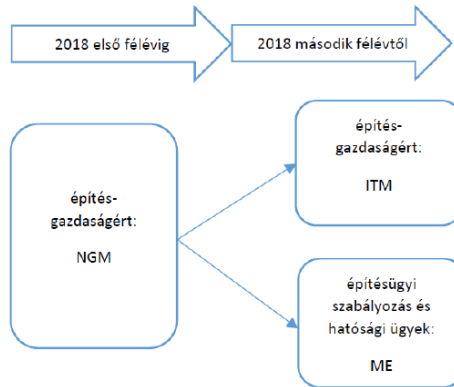 2018 első félévig
2018 második félévtől
építés-
gazdaságért:
NGM
építés-
gazdaságért:
ITM
építésügyi
szabályozás és
hatósági ügyek:
ME